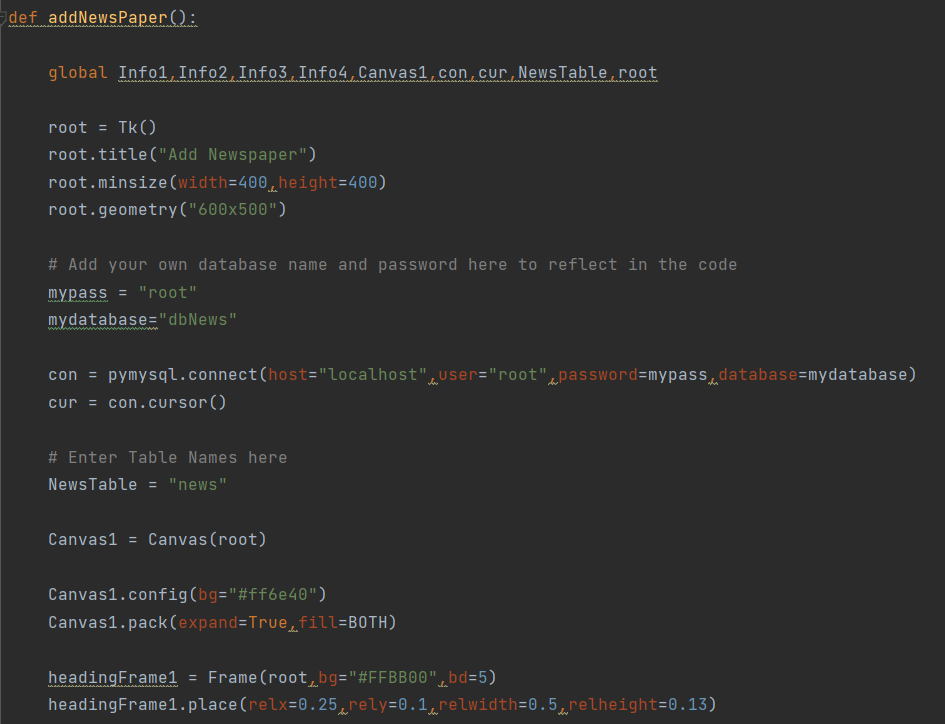 def addNewsPaper():
global Info1,Info2,Info3,Info4,Canvas1,con,cur,NewsTable,root
root = Tk()
root.title("Add Newspaper")
root.minsize(width=400,height=400)
root.geometry("600x500")
# Add your own database name and password here to reflect in the code
mypass = "root"
mydatabase="dbNews"
con = pymysql.connect(host="localhost",user="root",password=mypass,database=mydatabase)
cur = con.cursor()
# Enter Table Names here
NewsTable = "news"
Canvas1 = Canvas(root)
Canvas1.config(bg="#ff6e40")
Canvas1.pack(expand=True,fill=BOTH)
headingFrame1 = Frame(root,bg="#FFBB00",bd=5)
headingFrame1.place(relx=0.25,rely=0.1,relwidth=0.5,relheight=0.13)